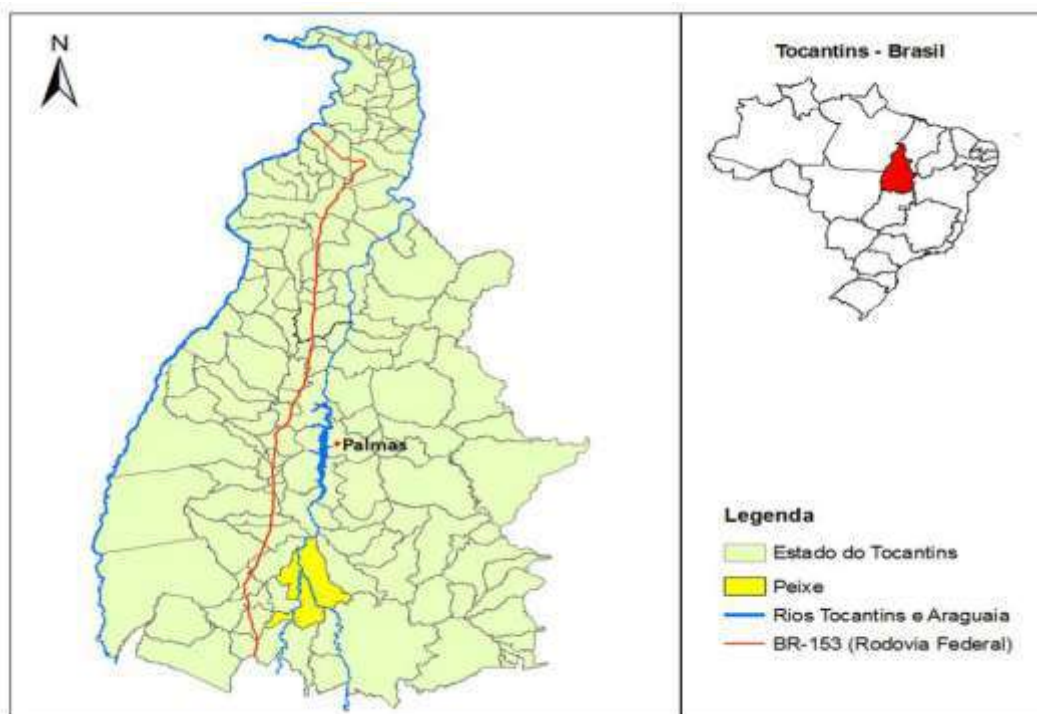 N
Palmas
Tocantins - Brasil
Legenda
Estado do Tocantins
Peixe
Rios Tocantins e Araguaia
BR-153 (Rodovia Federal)